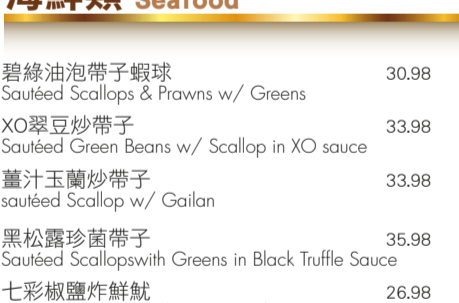 海鮮類 Seafood
碧綠油泡帶子蝦球 30.98
Sautéed Scallops & Prawns w/ Greens
XO翠豆炒帶子 33.98
Sautéed Green Beans w/ Scallop in XO sauce
薑汁玉蘭炒帶子 33.98
sautéed Scallop w/ Gailan
黑松露珍菌帶子 35.98
Sautéed Scallopswith Greens in Black Truffle Sauce
七彩椒鹽炸鮮魷 26.98